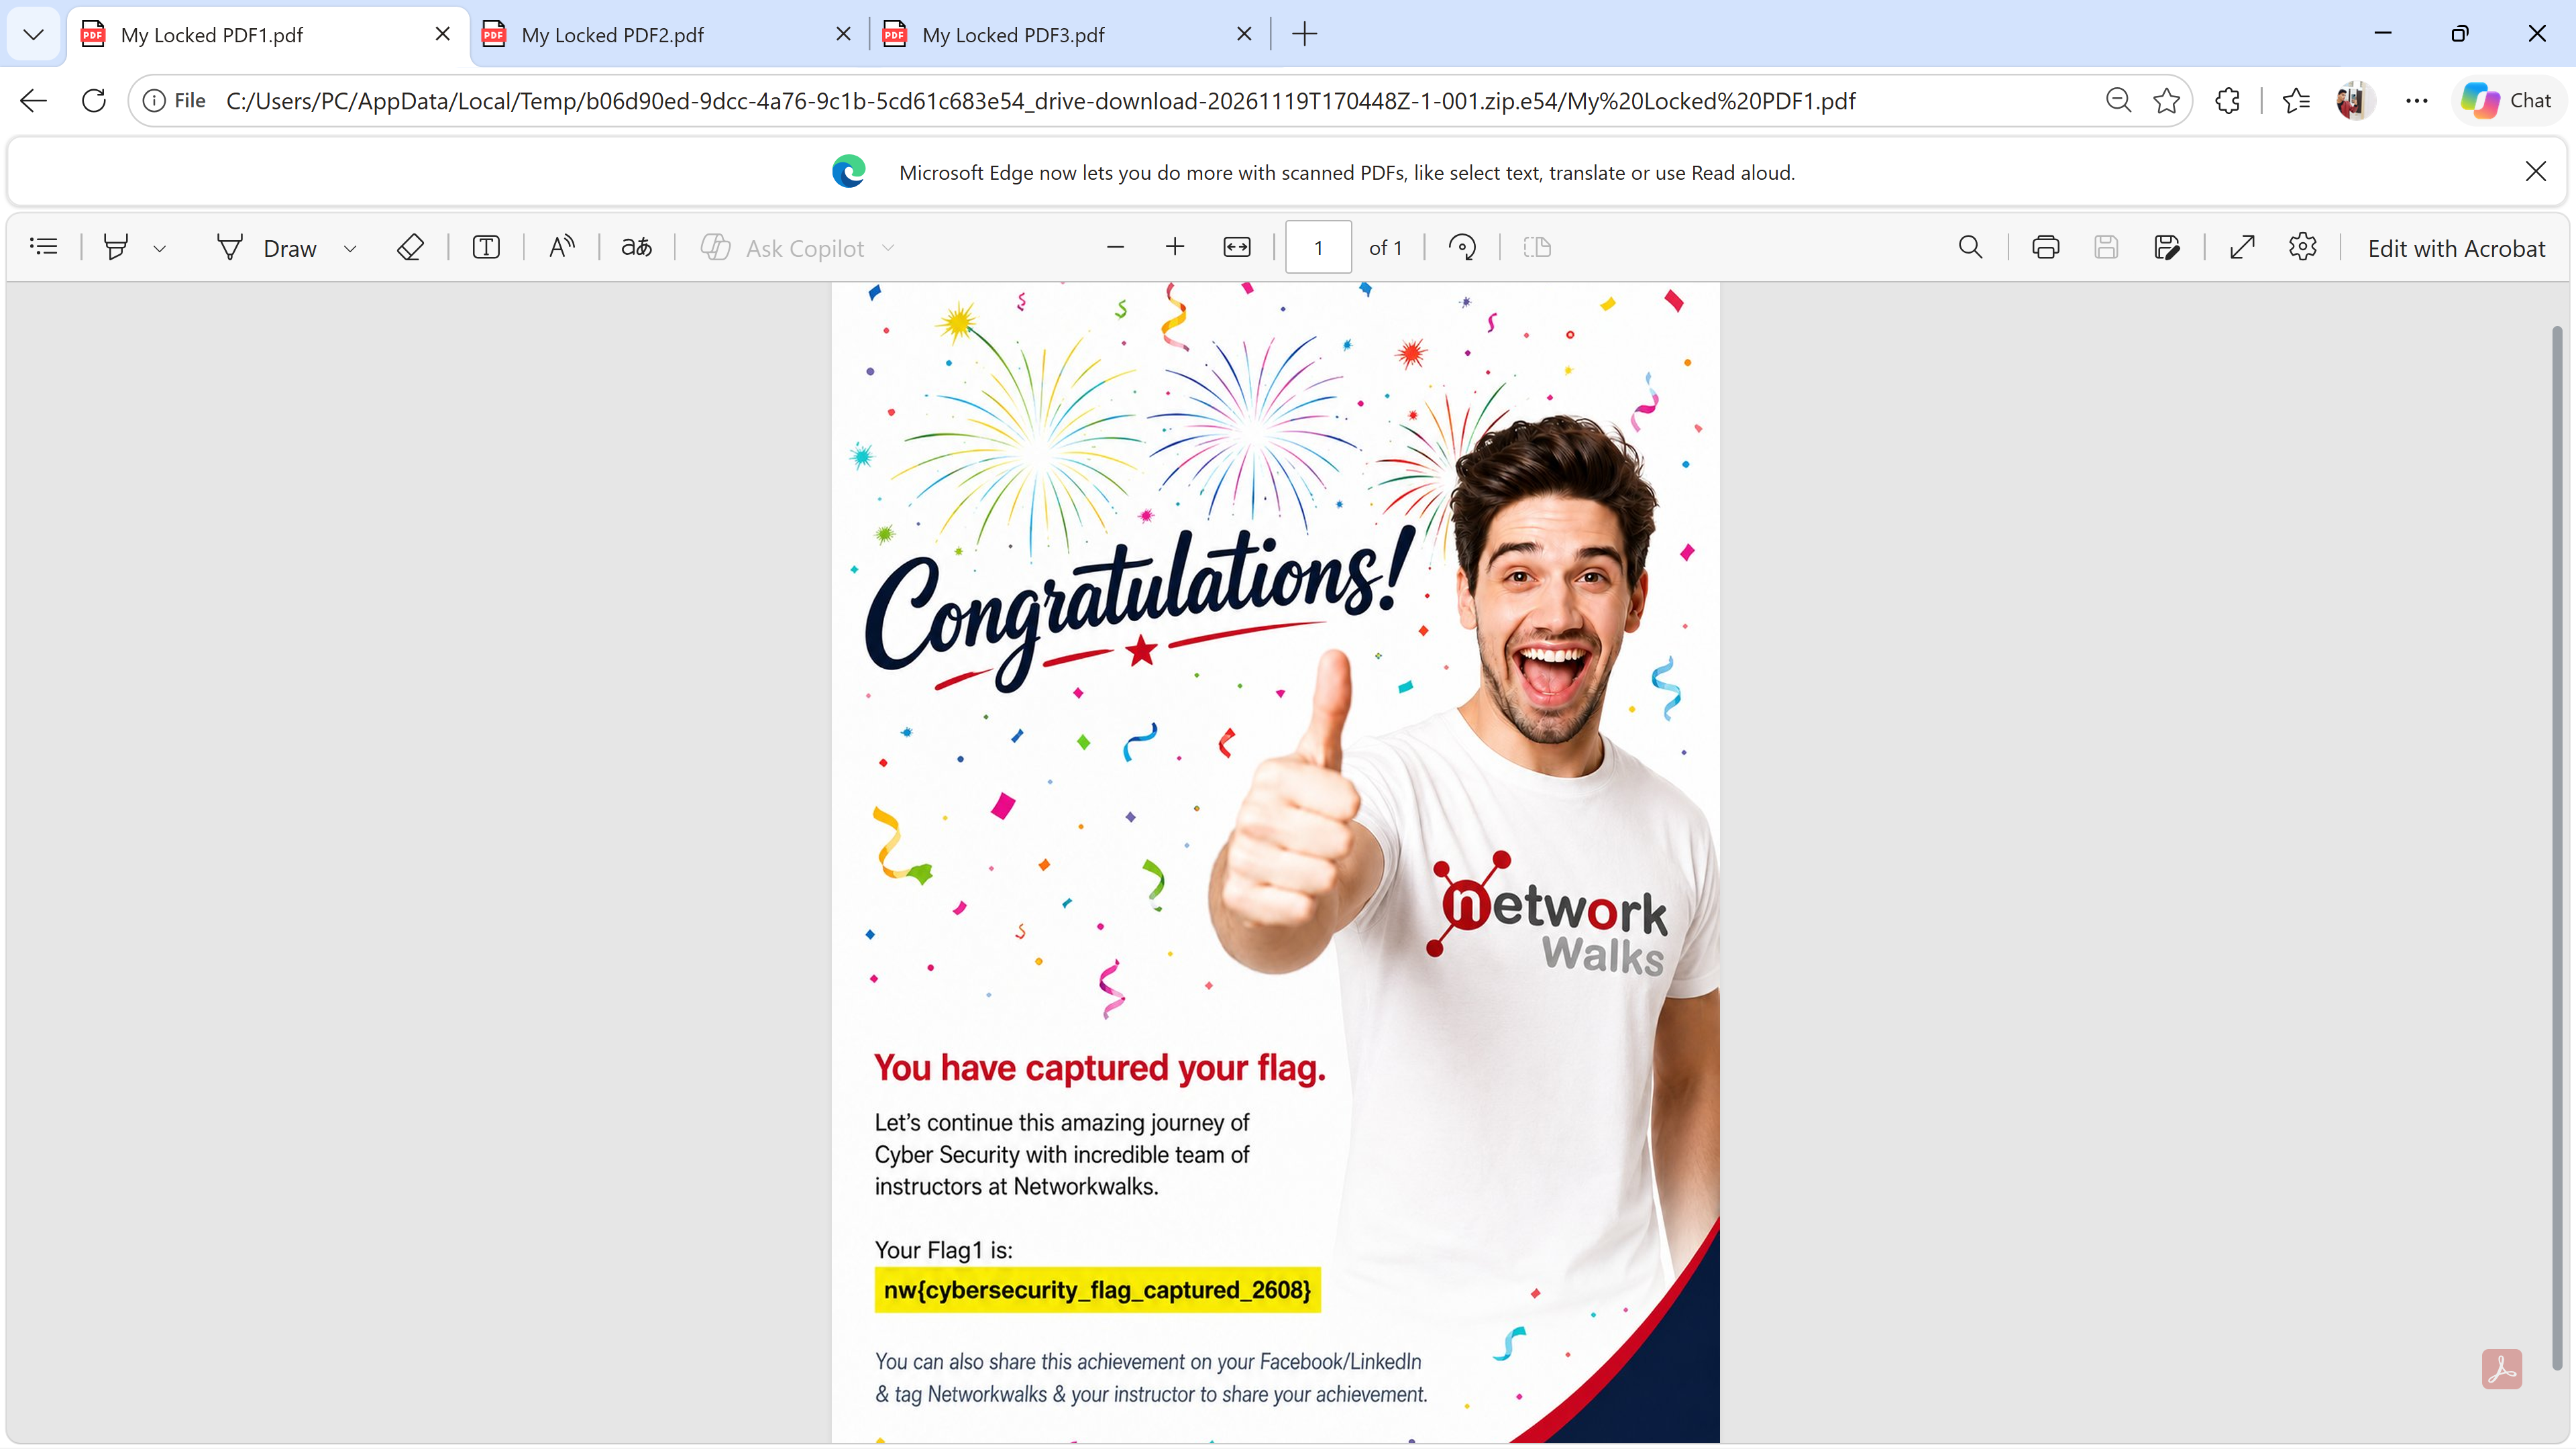 My Locked PDF1.pdf
My Locked PDF2.pdf
My Locked PDF3.pdf
File C:/Users/PC/AppData/Local/Temp/b06d90ed-9dcc-4a76-9c1b-5cd61c683e54_drive-download-20261119T170448Z-1-001.zip.e54/My%20Locked%20PDF1.pdf
Chat
Microsoft Edge now lets you do more with scanned PDFs, like select text, translate or use Read aloud.
Draw
Ask Copilot
1 of 1
Edit with Acrobat
Congratulations!
network
Walks
You have captured your flag.
Let's continue this amazing journey of
Cyber Security with incredible team of
instructors at Networkwalks.
Your Flag1 is:
nw{cybersecurity_flag_captured_2608}
You can also share this achievement on your Facebook/LinkedIn
& tag Networkwalks & your instructor to share your achievement.